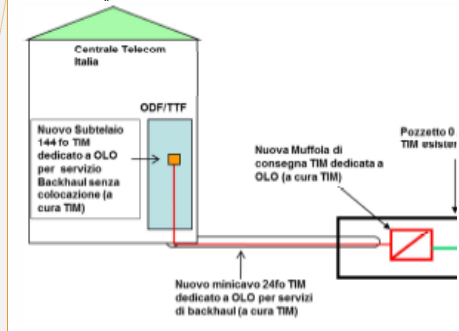 Centrale Telecom
Italia
ODF/TTF
Nuovo Subtelaio
144 fo TIM
dedicato a OLO
per servizio
Backhaul senza
colocazione (a
cura TIM)
Nuova Muffola di
consegna TIM dedicata a
OLO (a cura TIM)
Pozzetto 0
TIM esister
Nuovo minicavo 24fo TIM
dedicato a OLO per servizi
di backhaul (a cura TIM)